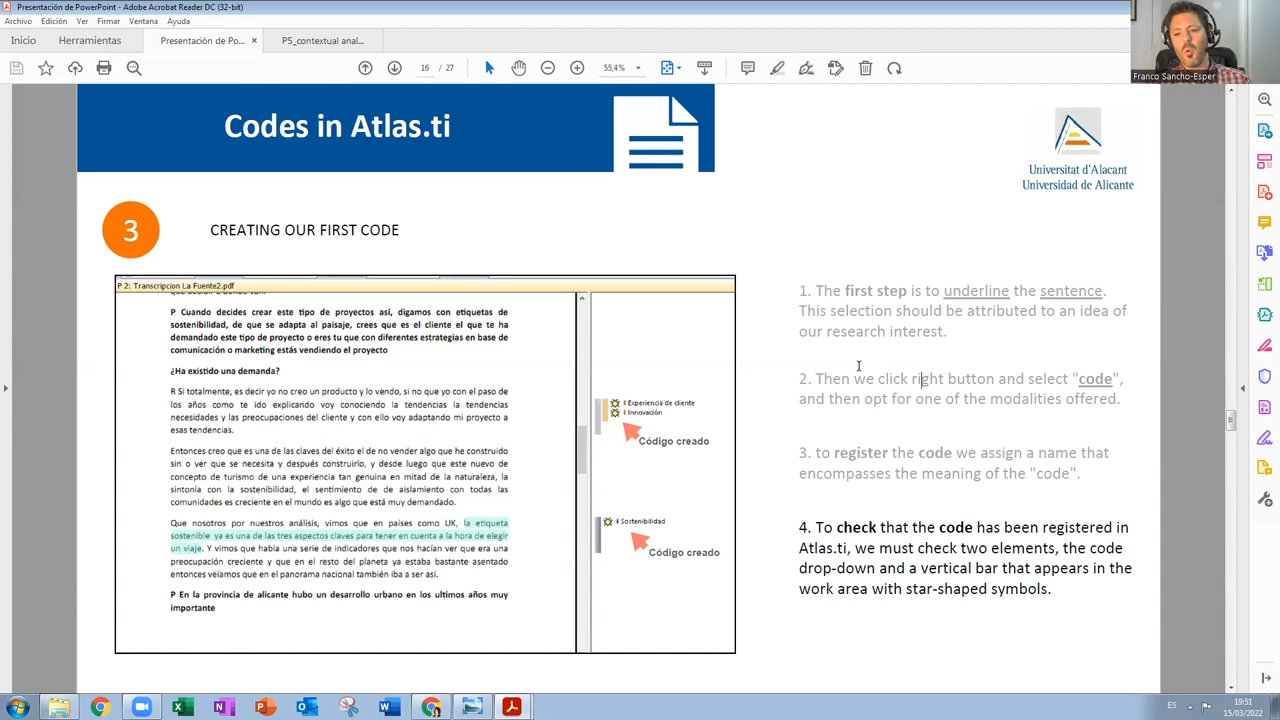 Presentación de PowerPoint - Adobe Acrobat Reader DC (32-bit)
Archivo Edición Ver Firmar Ventana Ayuda
Inicio Herramientas Presentación de Po... × P5_contextual anal...
16 / 27 55,4%
Franco Sancho-Esper
Codes in Atlas.ti
Universitat d'Alacant
Universidad de Alicante
3
CREATING OUR FIRST CODE
P 2: Transcripcion La Fuente2.pdf
P Cuando decides crear este tipo de proyectos así, digamos con etiquetas de
sostenibilidad, de que se adapta al paisaje, crees que es el cliente el que te ha
demandado este tipo de proyecto o eres tu que con diferentes estrategias en base de
comunicación o marketing estás vendiendo el proyecto
¿Ha existido una demanda?
R Si totalmente, es decir yo no creo un producto y lo vendo, si no que yo con el paso de
los años como te ido explicando voy conociendo la tendencias la tendencias
necesidades y las preocupaciones del cliente y con ello voy adaptando mi proyecto a
esas tendencias.
Entonces creo que es una de las claves del éxito el de no vender algo que he construido
sin o ver que se necesita y después construirlo, y desde luego que este nuevo de
concepto de turismo de una experiencia tan genuina en mitad de la naturaleza, la
sintonía con la sostenibilidad, el sentimiento de de aislamiento con todas las
comunidades es creciente en el mundo es algo que está muy demandado.
Que nosotros por nuestros análisis, vimos que en paises como UK, la etiqueta
sostenible ya es una de las tres aspectos claves para tener en cuenta a la hora de elegir
un viaje. Y vimos que había una serie de indicadores que nos hacían ver que era una
preocupación creciente y que en el resto del planeta ya estaba bastante asentado
entonces veíamos que en el panorama nacional también iba a ser así.
P En la provincia de alicante hubo un desarrollo urbano en los ultimos años muy
importante
Experiencia de cliente
Innovación
Código creado
Sostenibilidad
Código creado
1. The first step is to underline the sentence.
This selection should be attributed to an idea of
our research interest.
2. Then we click right button and select "code",
and then opt for one of the modalities offered.
3. to register the code we assign a name that
encompasses the meaning of the "code".
4. To check that the code has been registered in
Atlas.ti, we must check two elements, the code
drop-down and a vertical bar that appears in the
work area with star-shaped symbols.
ES
19:51
15/03/2022